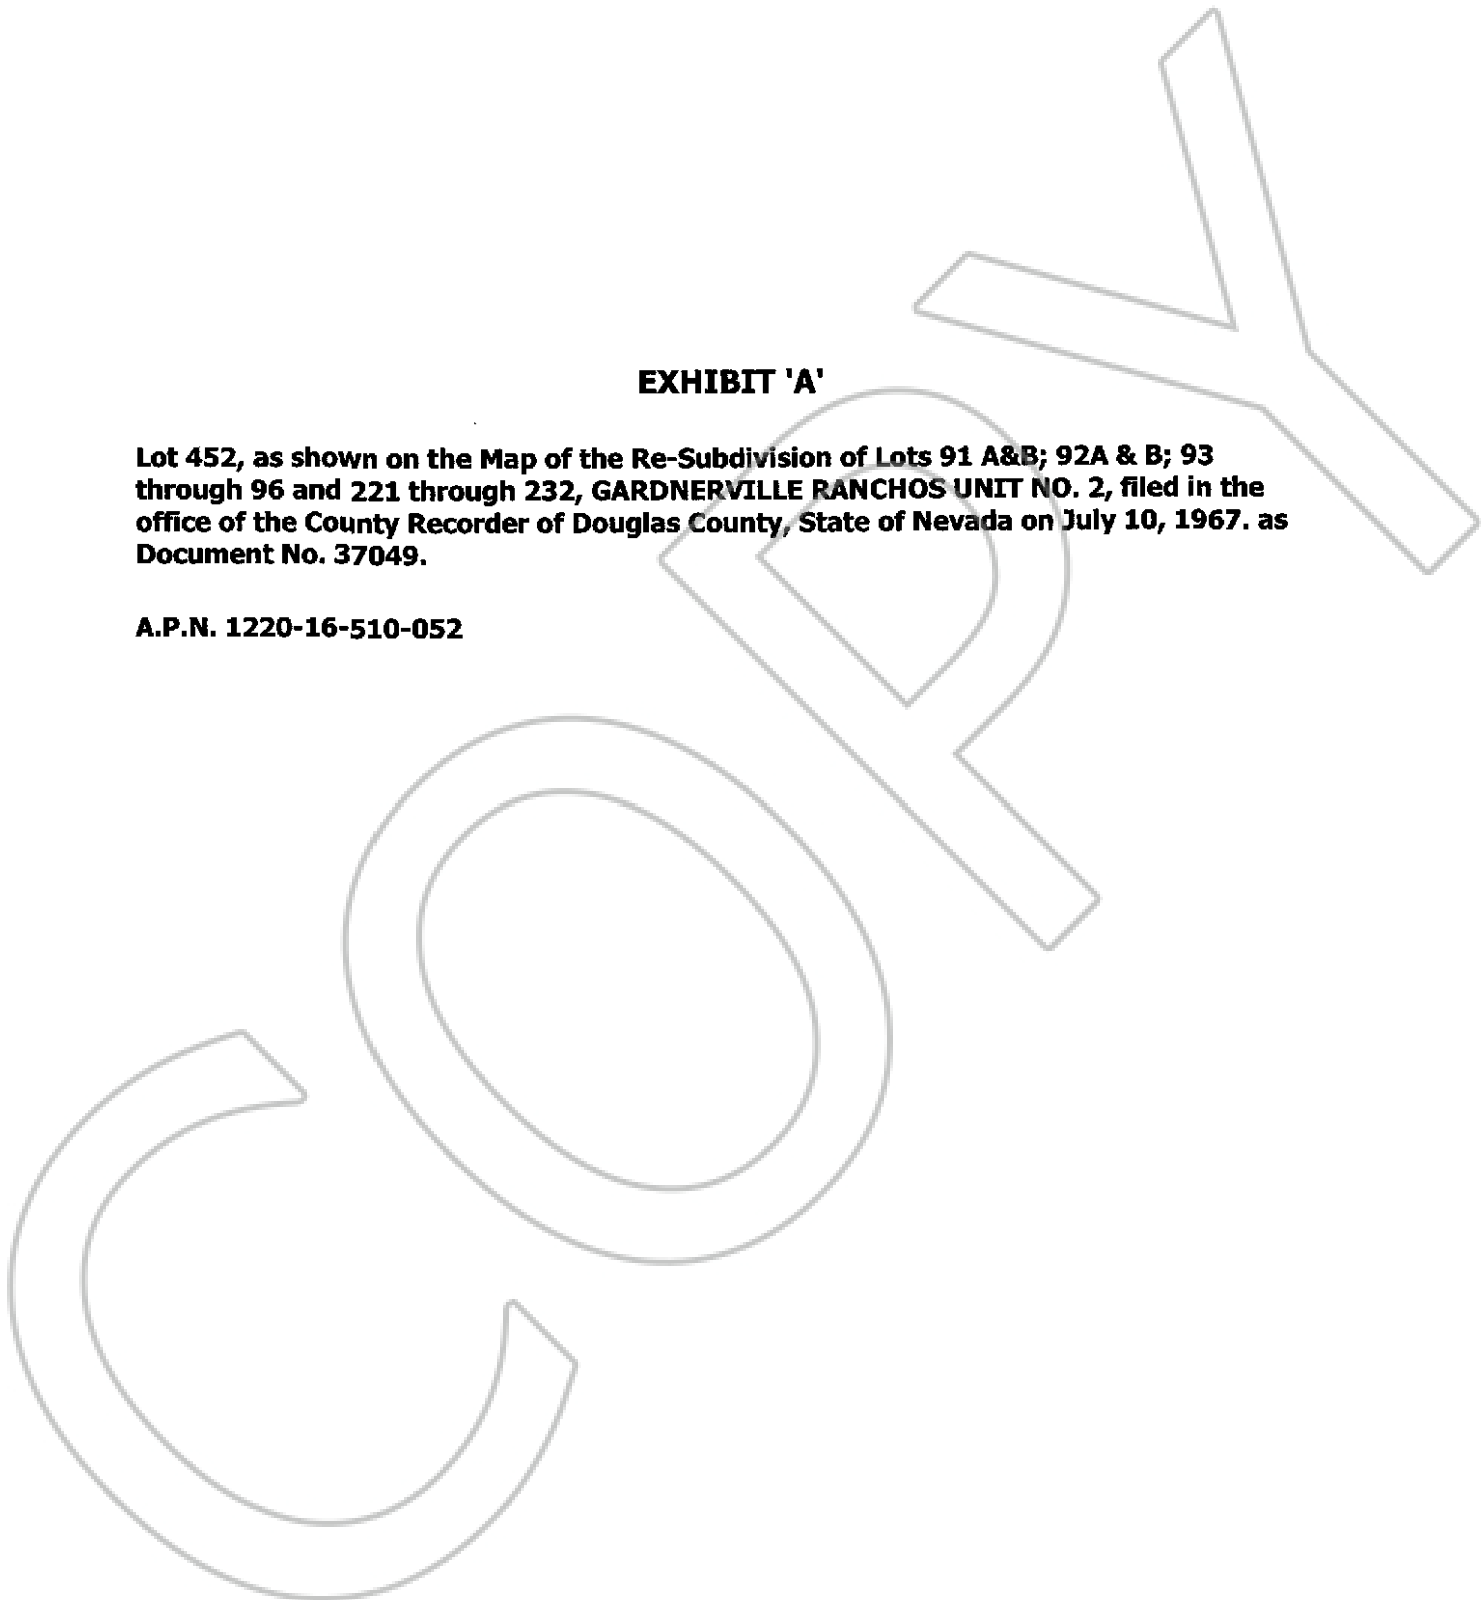 EXHIBIT 'A'
Lot 452, as shown on the Map of the Re-Subdivision of Lots 91 A&B; 92A & B; 93
through 96 and 221 through 232, GARDNERVILLE RANCHOS UNIT NO. 2, filed in the
office of the County Recorder of Douglas County, State of Nevada on July 10, 1967. as
Document No. 37049.
A.P.N. 1220-16-510-052
COPY